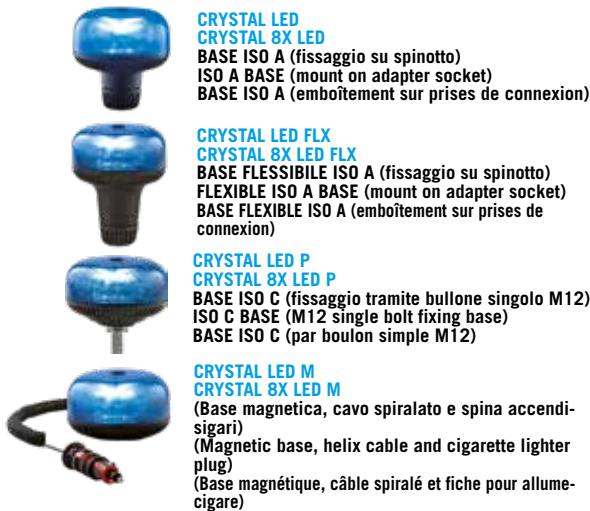 CRYSTAL LED
CRYSTAL 8X LED
BASE ISO A (fissaggio su spinotto)
ISO A BASE (mount on adapter socket)
BASE ISO A (emboîtement sur prises de connexion)
CRYSTAL LED FLX
CRYSTAL 8X LED FLX
BASE FLESSIBILE ISO A (fissaggio su spinotto)
FLEXIBLE ISO A BASE (mount on adapter socket)
BASE FLEXIBLE ISO A (emboîtement sur prises de
connexion)
CRYSTAL LED P
CRYSTAL 8X LED P
BASE ISO C (fissaggio tramite bullone singolo M12)
ISO C BASE (M12 single bolt fixing base)
BASE ISO C (par boulon simple M12)
CRYSTAL LED M
CRYSTAL 8X LED M
(Base magnetica, cavo spiralato e spina accendi-
sigari)
(Magnetic base, helix cable and cigarette lighter
plug)
(Base magnétique, câble spiralé et fiche pour allume-
cigare)